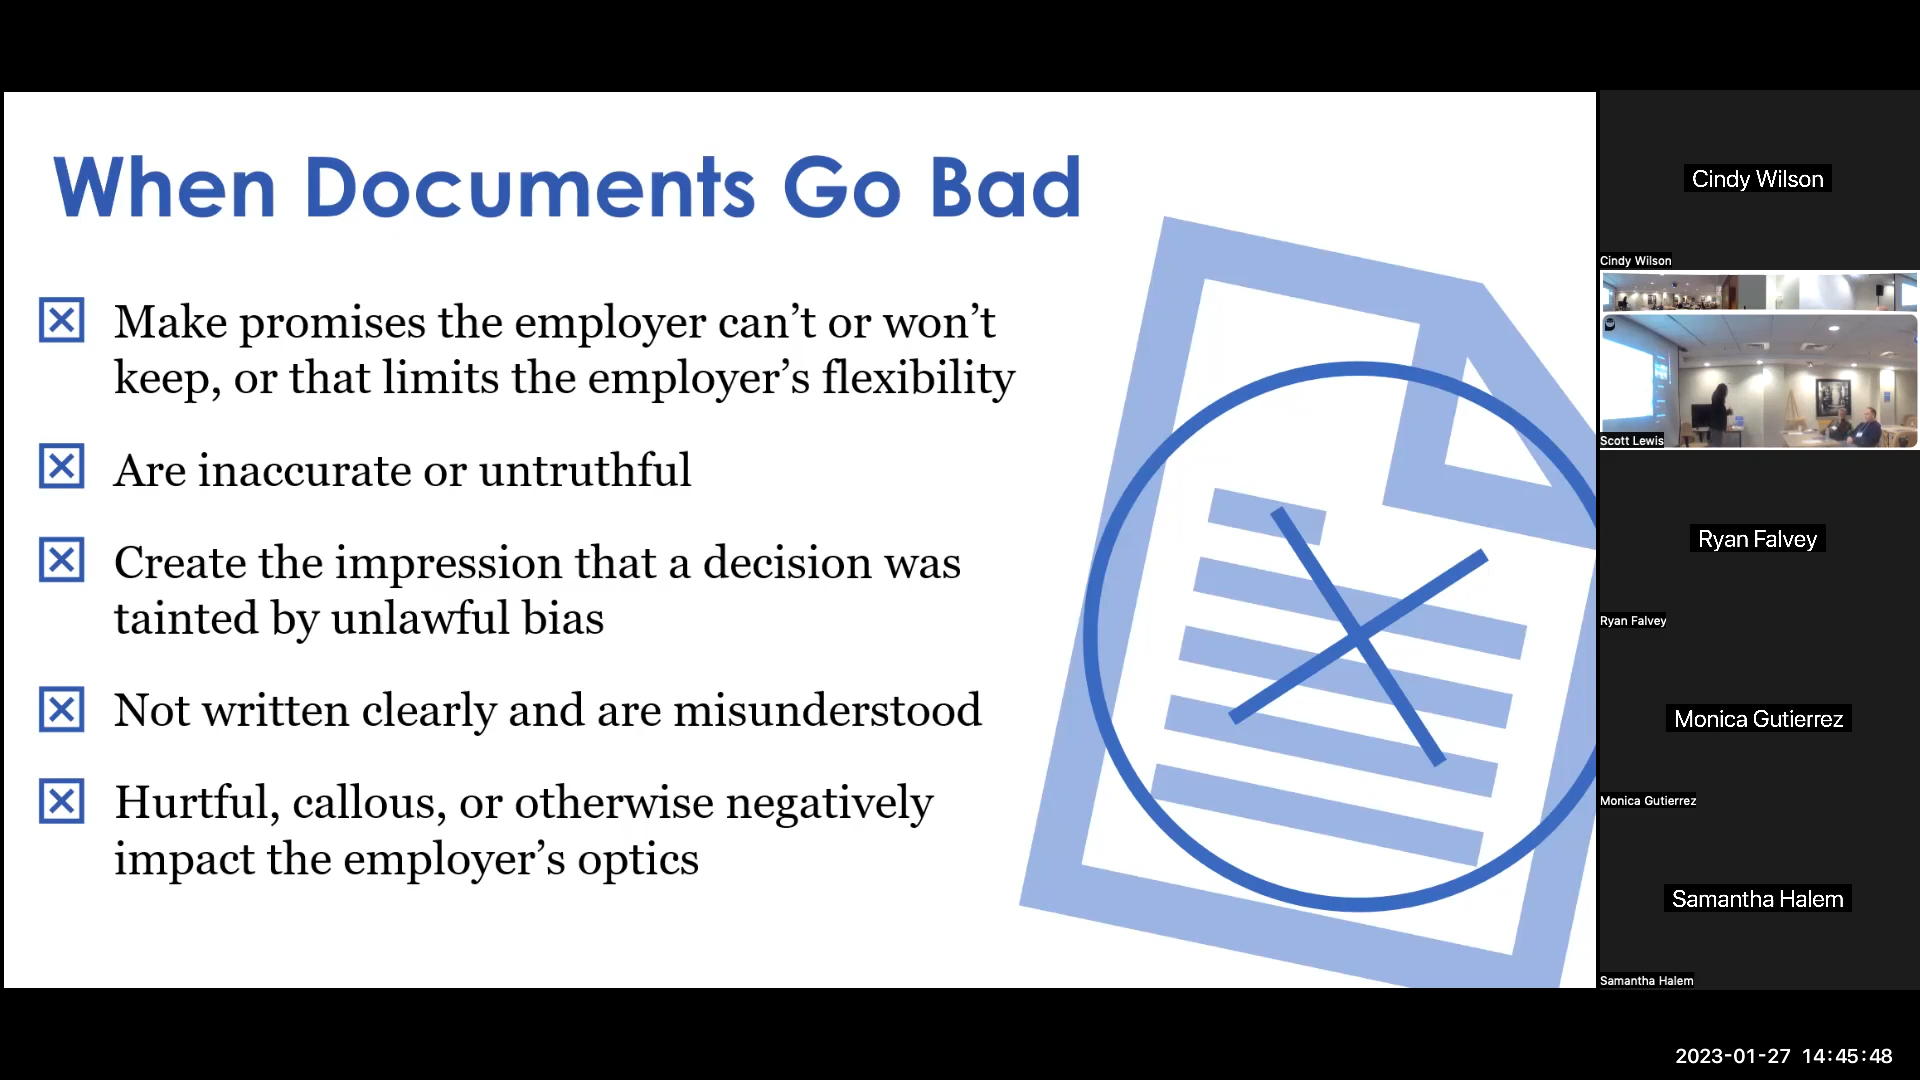 When Documents Go Bad
Make promises the employer can’t or won’t
keep, or that limits the employer’s flexibility
Are inaccurate or untruthful
Create the impression that a decision was
tainted by unlawful bias
Not written clearly and are misunderstood
Hurtful, callous, or otherwise negatively
impact the employer’s optics
Cindy Wilson
Cindy Wilson
Scott Lewis
Ryan Falvey
Ryan Falvey
Monica Gutierrez
Monica Gutierrez
Samantha Halem
Samantha Halem
2023-01-27 14:45:48